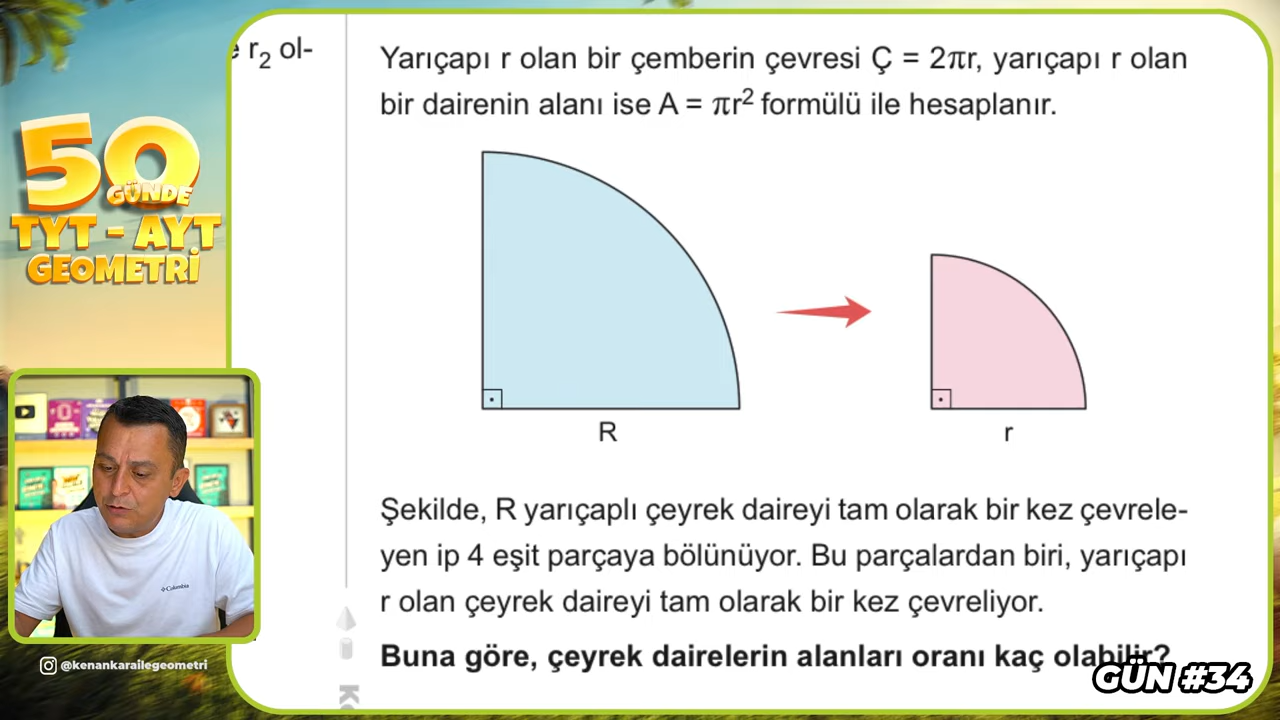 r₂ ol-
Yarıçapı r olan bir çemberin çevresi Ç = 2πr, yarıçapı r olan
bir dairenin alanı ise A = πr² formülü ile hesaplanır.
50
GÜNDE
TYT - AYT
GEOMETRİ
R
r
Şekilde, R yarıçaplı çeyrek daireyi tam olarak bir kez çevrele-
yen ip 4 eşit parçaya bölünüyor. Bu parçalardan biri, yarıçapı
r olan çeyrek daireyi tam olarak bir kez çevreliyor.
Buna göre, çeyrek dairelerin alanları oranı kaç olabilir?
Columbia
@kenankarailegeometri
GÜN #34